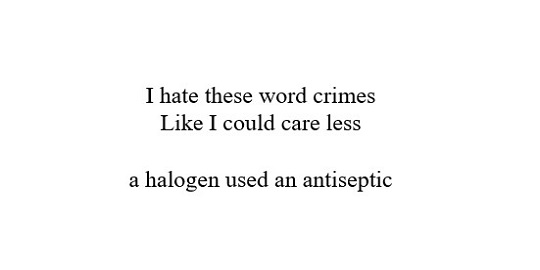 I hate these word crimes
Like I could care less
a halogen used an antiseptic